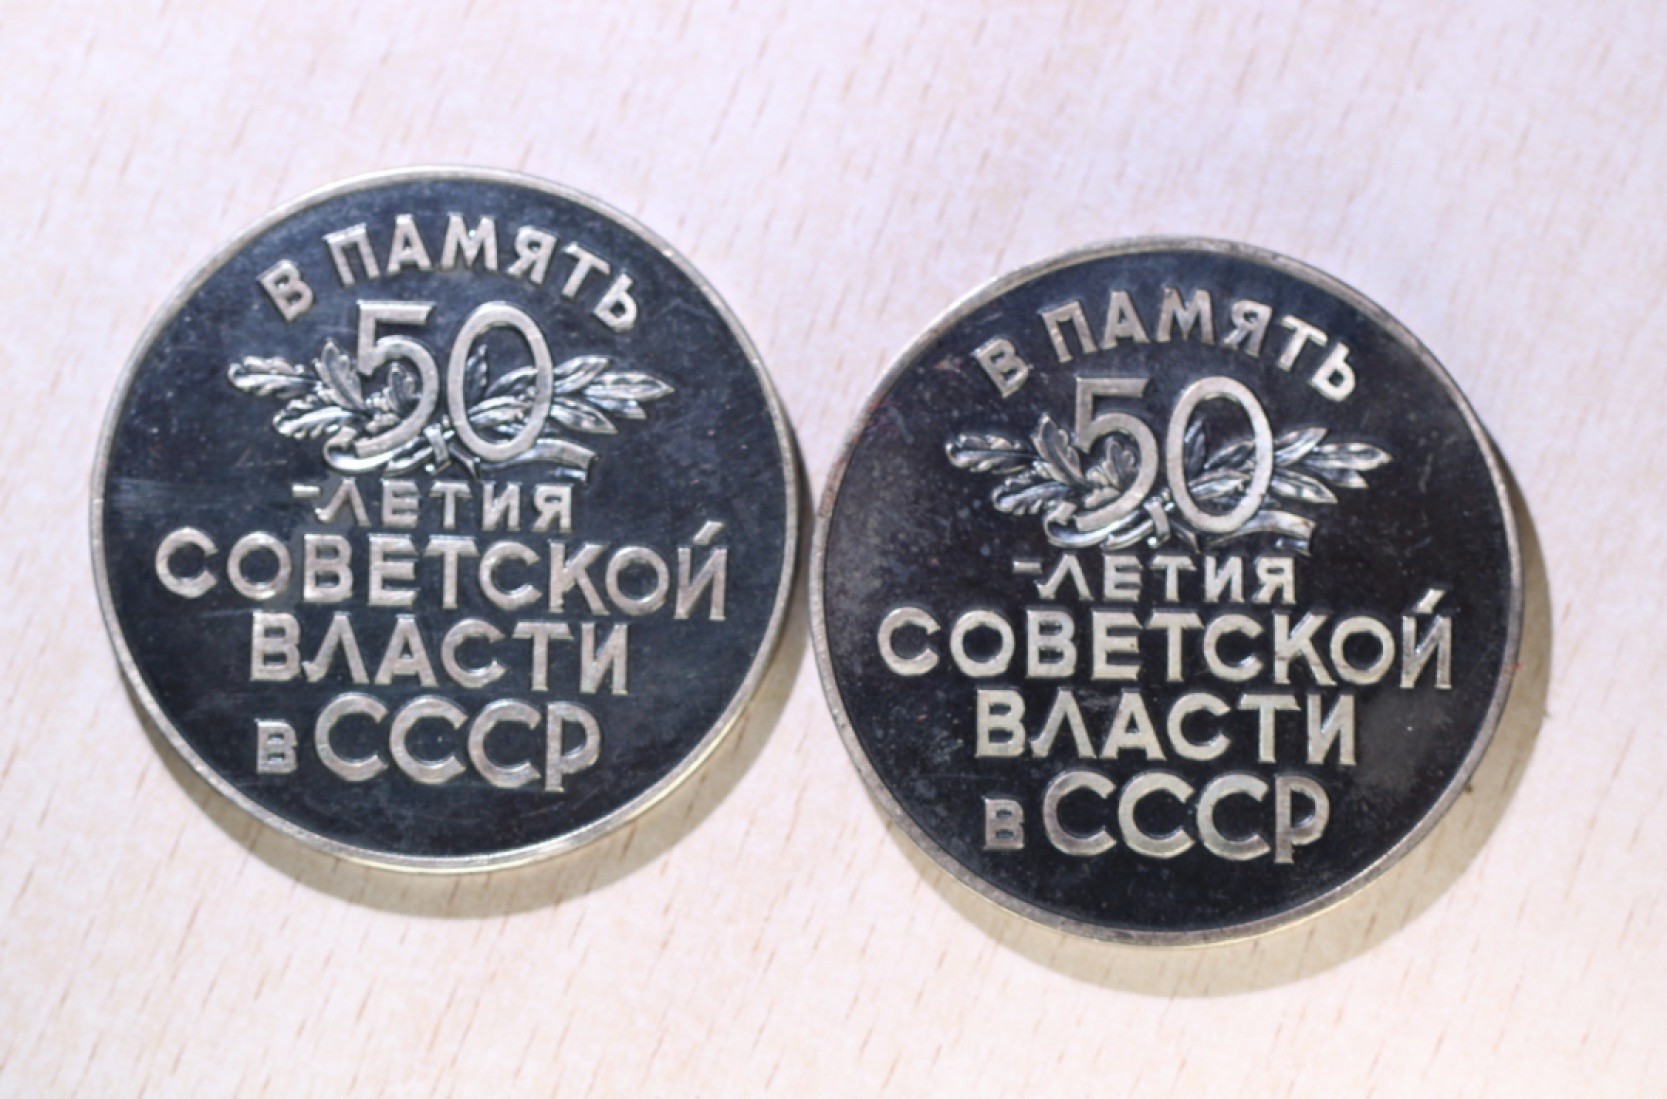 В ПАМЯТЬ
50
-ЛЕТИЯ
СОВЕТСКОЙ
ВЛАСТИ
в СССР
В ПАМЯТЬ
50
-ЛЕТИЯ
СОВЕТСКОЙ
ВЛАСТИ
в СССР